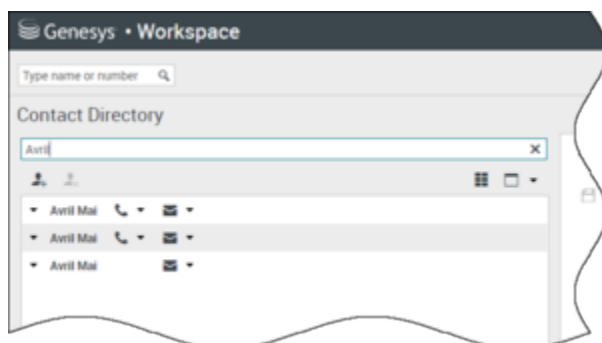 Genesys • Workspace
Type name or number
Contact Directory
Avril
Avril Mai
Avril Mai
Avril Mai